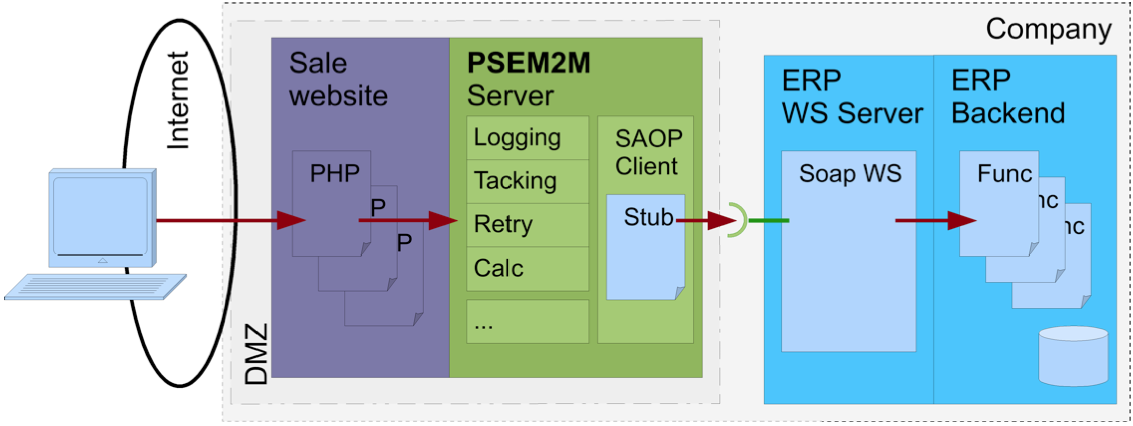 Company
Internet
DMZ
Sale
website
PHP
P
P
PSEM2M
Server
Logging
Tacking
Retry
Calc
...
SAOP
Client
Stub
ERP
WS Server
Soap WS
ERP
Backend
Func
nc
nc